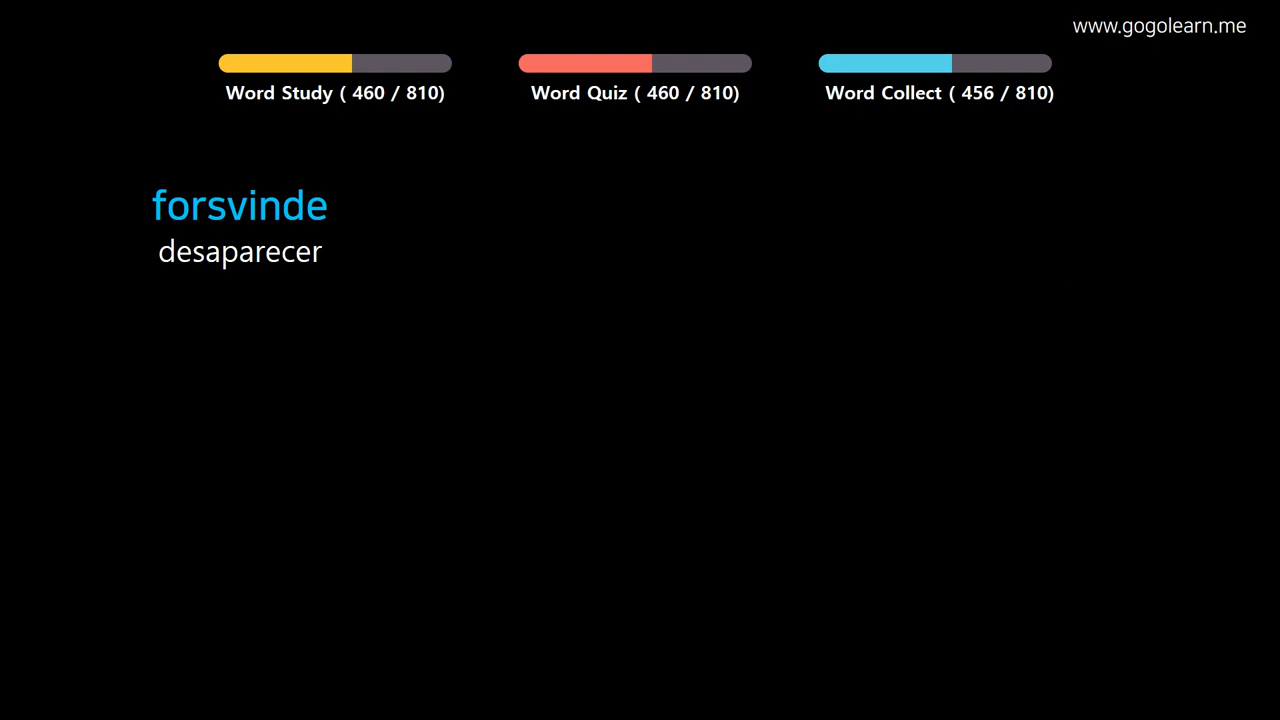 www.gogolearn.me
Word Study ( 460 / 810)
Word Quiz ( 460 / 810)
Word Collect ( 456 / 810)
forsvinde
desaparecer